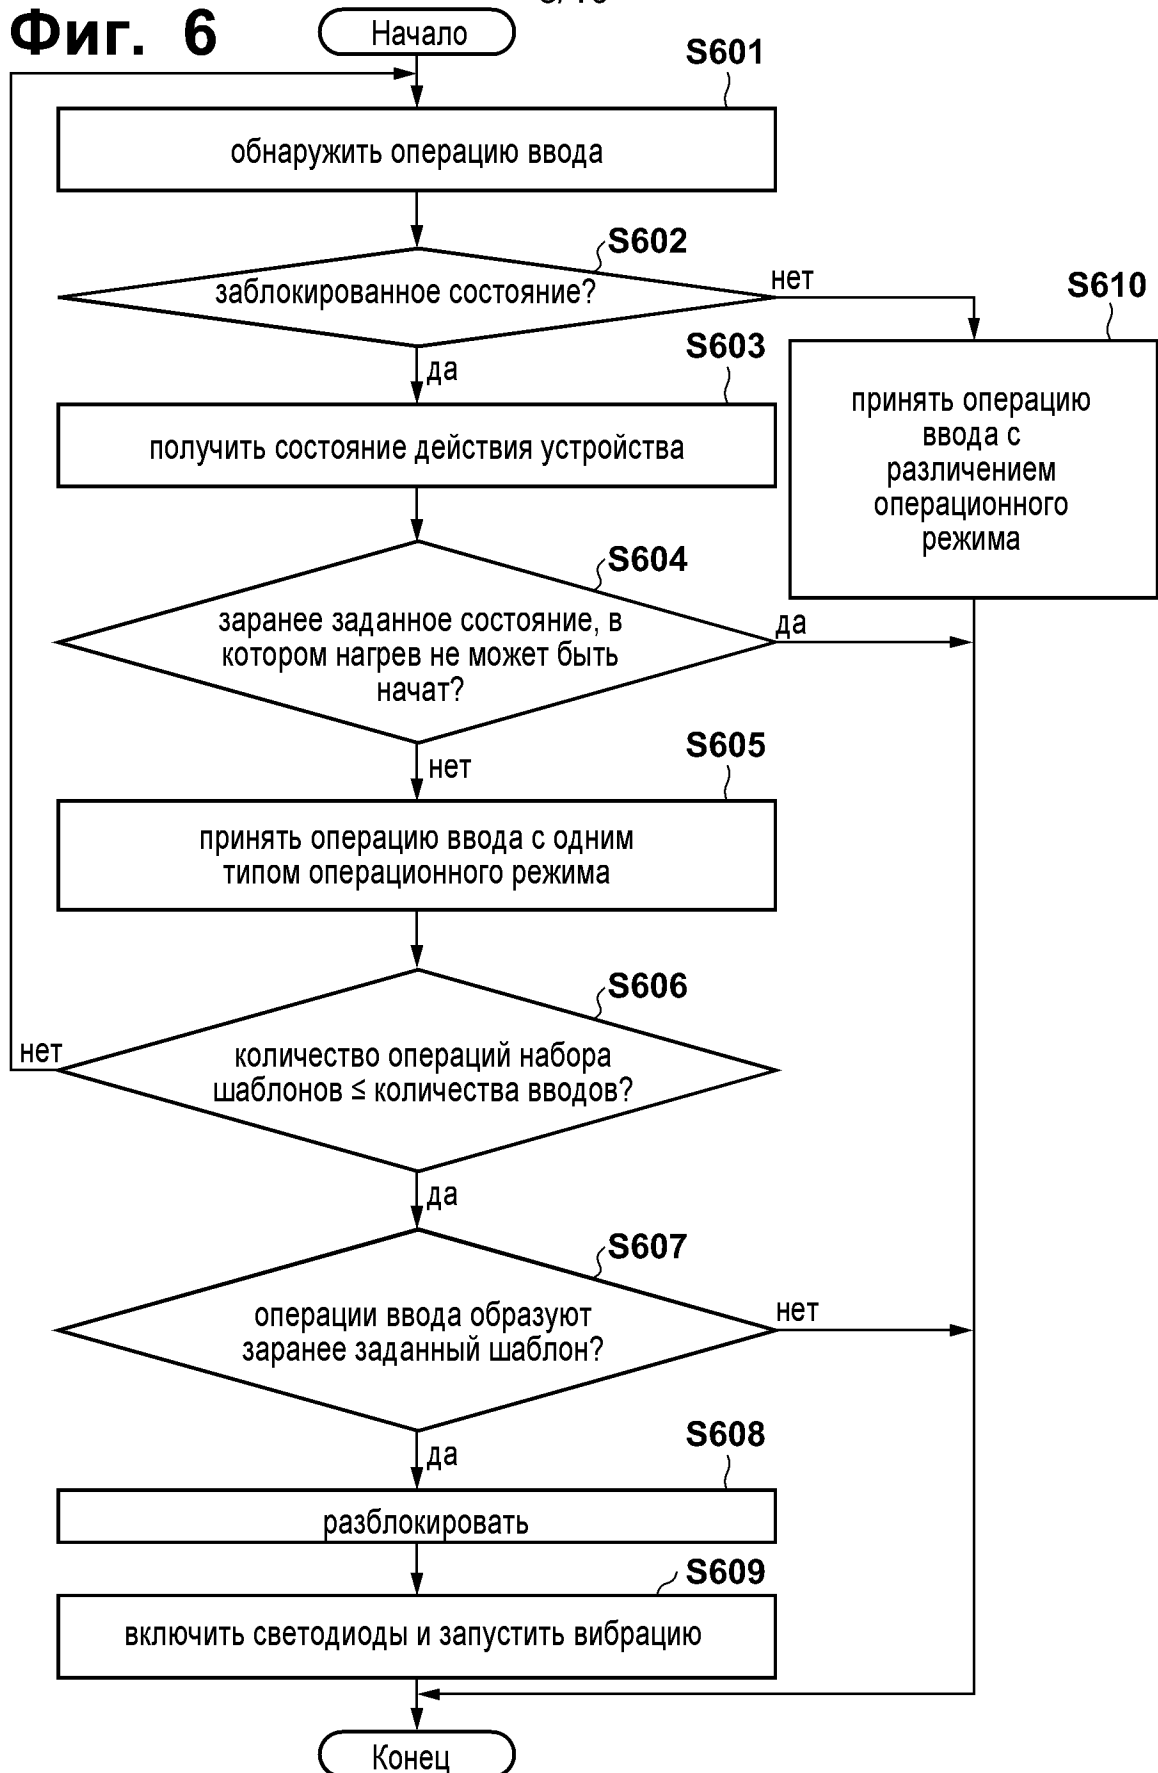 Фиг. 6
Начало
S601
обнаружить операцию ввода
S602
заблокированное состояние?
нет
S610
принять операцию
ввода с
различением
операционного
режима
да
S603
получить состояние действия устройства
S604
заранее заданное состояние, в
котором нагрев не может быть
начат?
да
нет
S605
принять операцию ввода с одним
типом операционного режима
S606
количество операций набора
шаблонов ≤ количества вводов?
нет
да
S607
операции ввода образуют
заранее заданный шаблон?
нет
да
S608
разблокировать
S609
включить светодиоды и запустить вибрацию
Конец